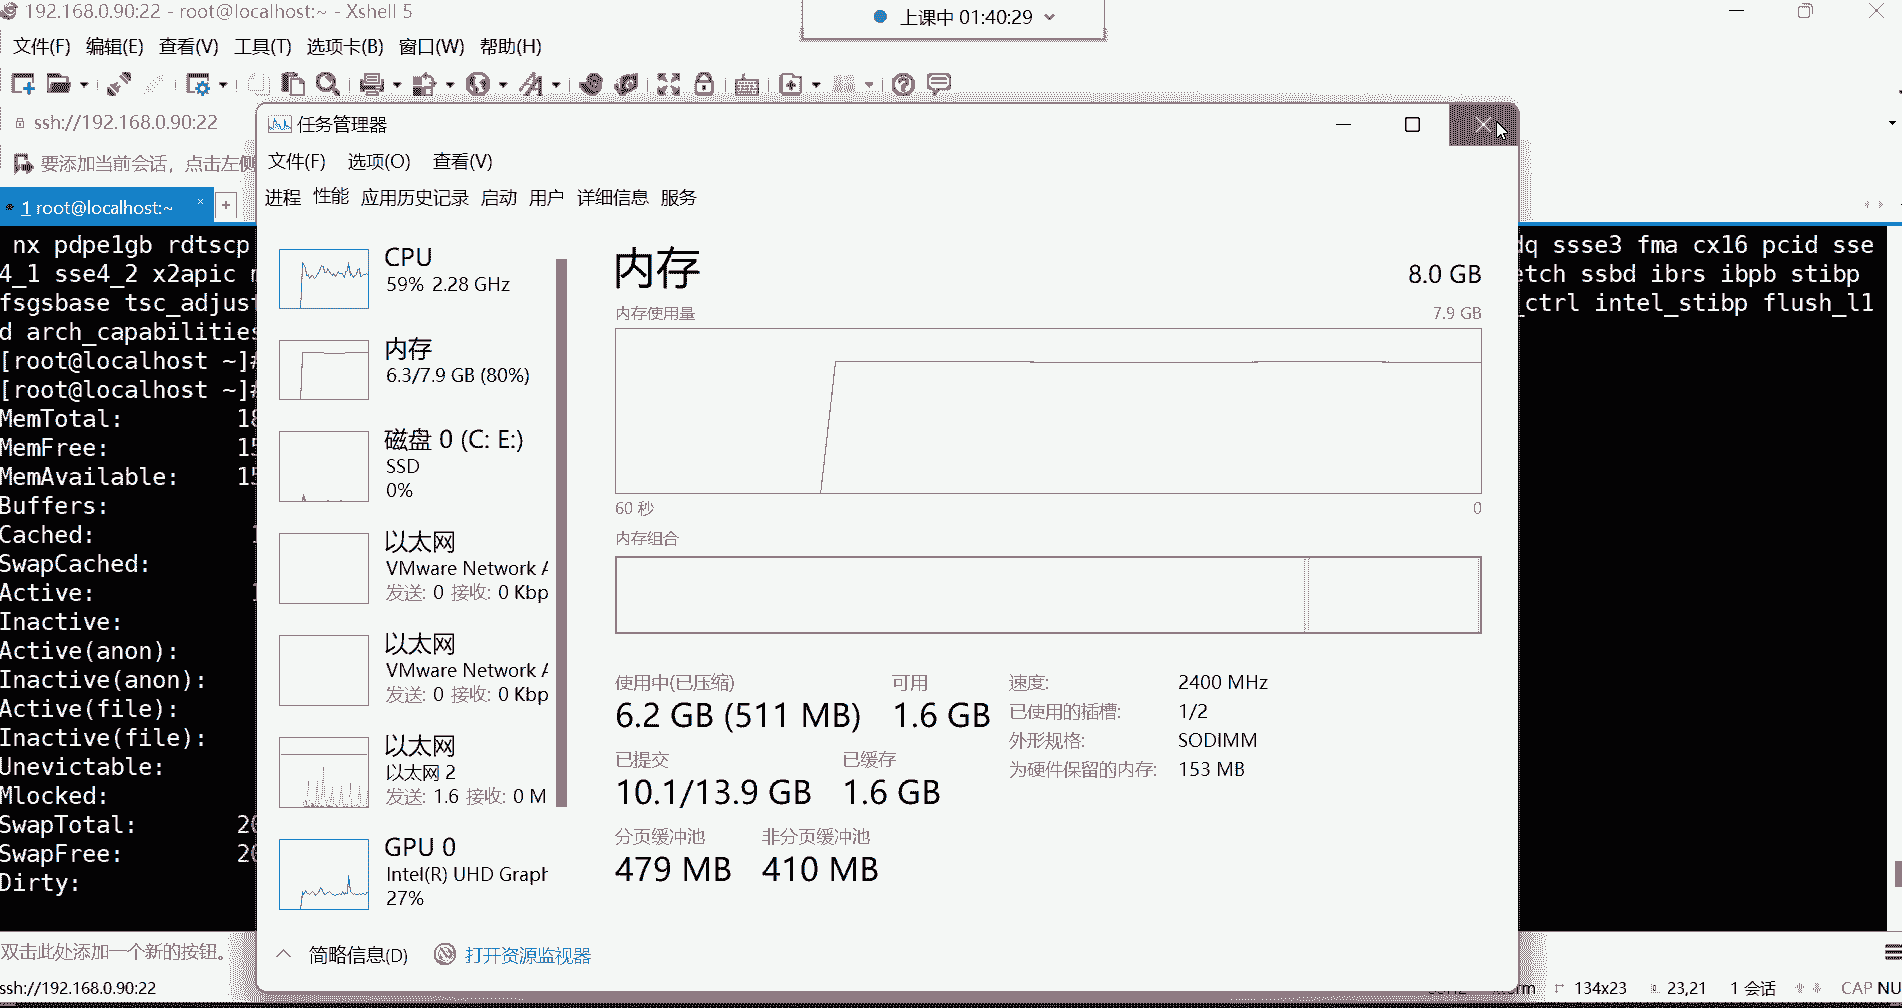 192.168.0.90:22 - root@localhost:~ - Xshell 5
上课中 01:40:29
文件(F) 编辑(E) 查看(V) 工具(T) 选项卡(B) 窗口(W) 帮助(H)
ssh://192.168.0.90:22
要添加当前会话，点击左侧
1 root@localhost:~ × +
nx pdpe1gb rdtscp
4_1 sse4_2 x2apic
fsgsbase tsc_adjust
d arch_capabilities
[root@localhost ~]#
[root@localhost ~]#
MemTotal: 18
MemFree: 15
MemAvailable: 15
Buffers:
Cached: 1
SwapCached:
Active: 1
Inactive:
Active(anon):
Inactive(anon):
Active(file):
Inactive(file):
Unevictable:
Mlocked:
SwapTotal: 20
SwapFree: 20
Dirty:
dq ssse3 fma cx16 pcid sse
etch ssbd ibrs ibpb stibp
_ctrl intel_stibp flush_l1
任务管理器
文件(F) 选项(O) 查看(V)
进程 性能 应用历史记录 启动 用户 详细信息 服务
CPU
59% 2.28 GHz
内存
6.3/7.9 GB (80%)
磁盘 0 (C: E:)
SSD
0%
以太网
VMware Network A
发送: 0 接收: 0 Kbp
以太网
VMware Network A
发送: 0 接收: 0 Kbp
以太网
以太网 2
发送: 1.6 接收: 0 M
GPU 0
Intel(R) UHD Graph
27%
内存 8.0 GB
内存使用量 7.9 GB
60 秒 0
内存组合
使用中(已压缩) 可用
6.2 GB (511 MB) 1.6 GB
已提交 已缓存
10.1/13.9 GB 1.6 GB
分页缓冲池 非分页缓冲池
479 MB 410 MB
速度: 2400 MHz
已使用的插槽: 1/2
外形规格: SODIMM
为硬件保留的内存: 153 MB
简略信息(D) 打开资源监视器
双击此处添加一个新的按钮。
ssh://192.168.0.90:22 134x23 23,21 1 会话 CAP NU